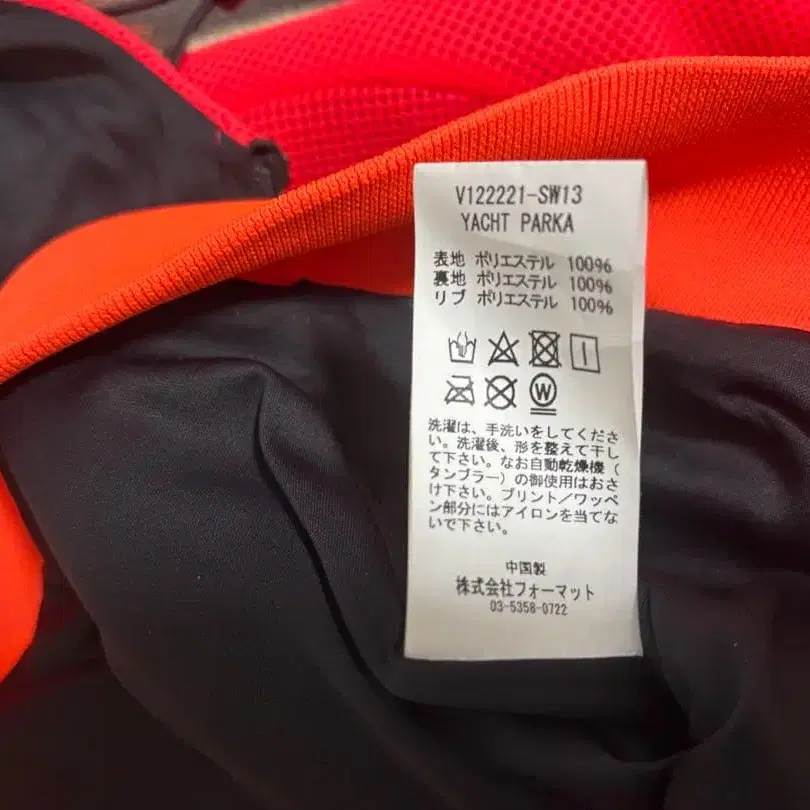 V122221-SW13
YACHT PARKA
表地 ポリエステル 100%
裏地 ポリエステル 100%
リブ ポリエステル 100%
W
洗濯は、手洗いをしてくださ
い。洗濯後、形を整えて干し
て下さい。なお自動乾燥機(
タンブラー)の御使用はおさ
け下さい。プリント/ワッペ
ン部分にはアイロンを当てな
いで下さい。
中国製
株式会社フォーマット
03-5358-0722